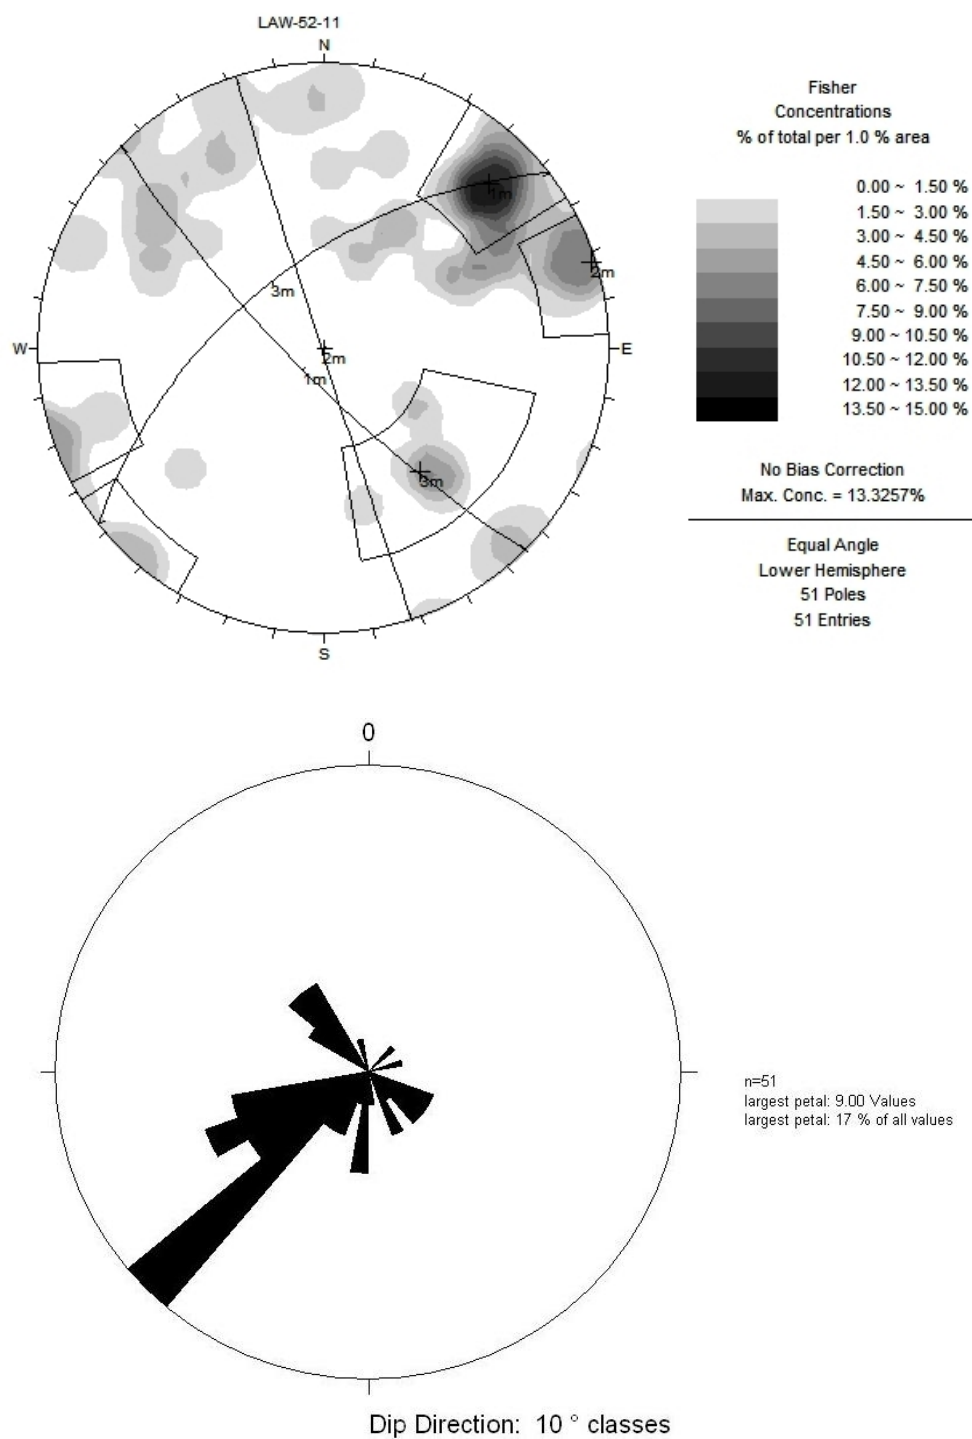 LAW-52-11
N
W
E
S
1m
2m
3m
2m
1m
3m
Fisher
Concentrations
% of total per 1.0 % area
0.00 ~ 1.50 %
1.50 ~ 3.00 %
3.00 ~ 4.50 %
4.50 ~ 6.00 %
6.00 ~ 7.50 %
7.50 ~ 9.00 %
9.00 ~ 10.50 %
10.50 ~ 12.00 %
12.00 ~ 13.50 %
13.50 ~ 15.00 %
No Bias Correction
Max. Conc. = 13.3257%
Equal Angle
Lower Hemisphere
51 Poles
51 Entries
0
n=51
largest petal: 9.00 Values
largest petal: 17 % of all values
Dip Direction: 10 ° classes